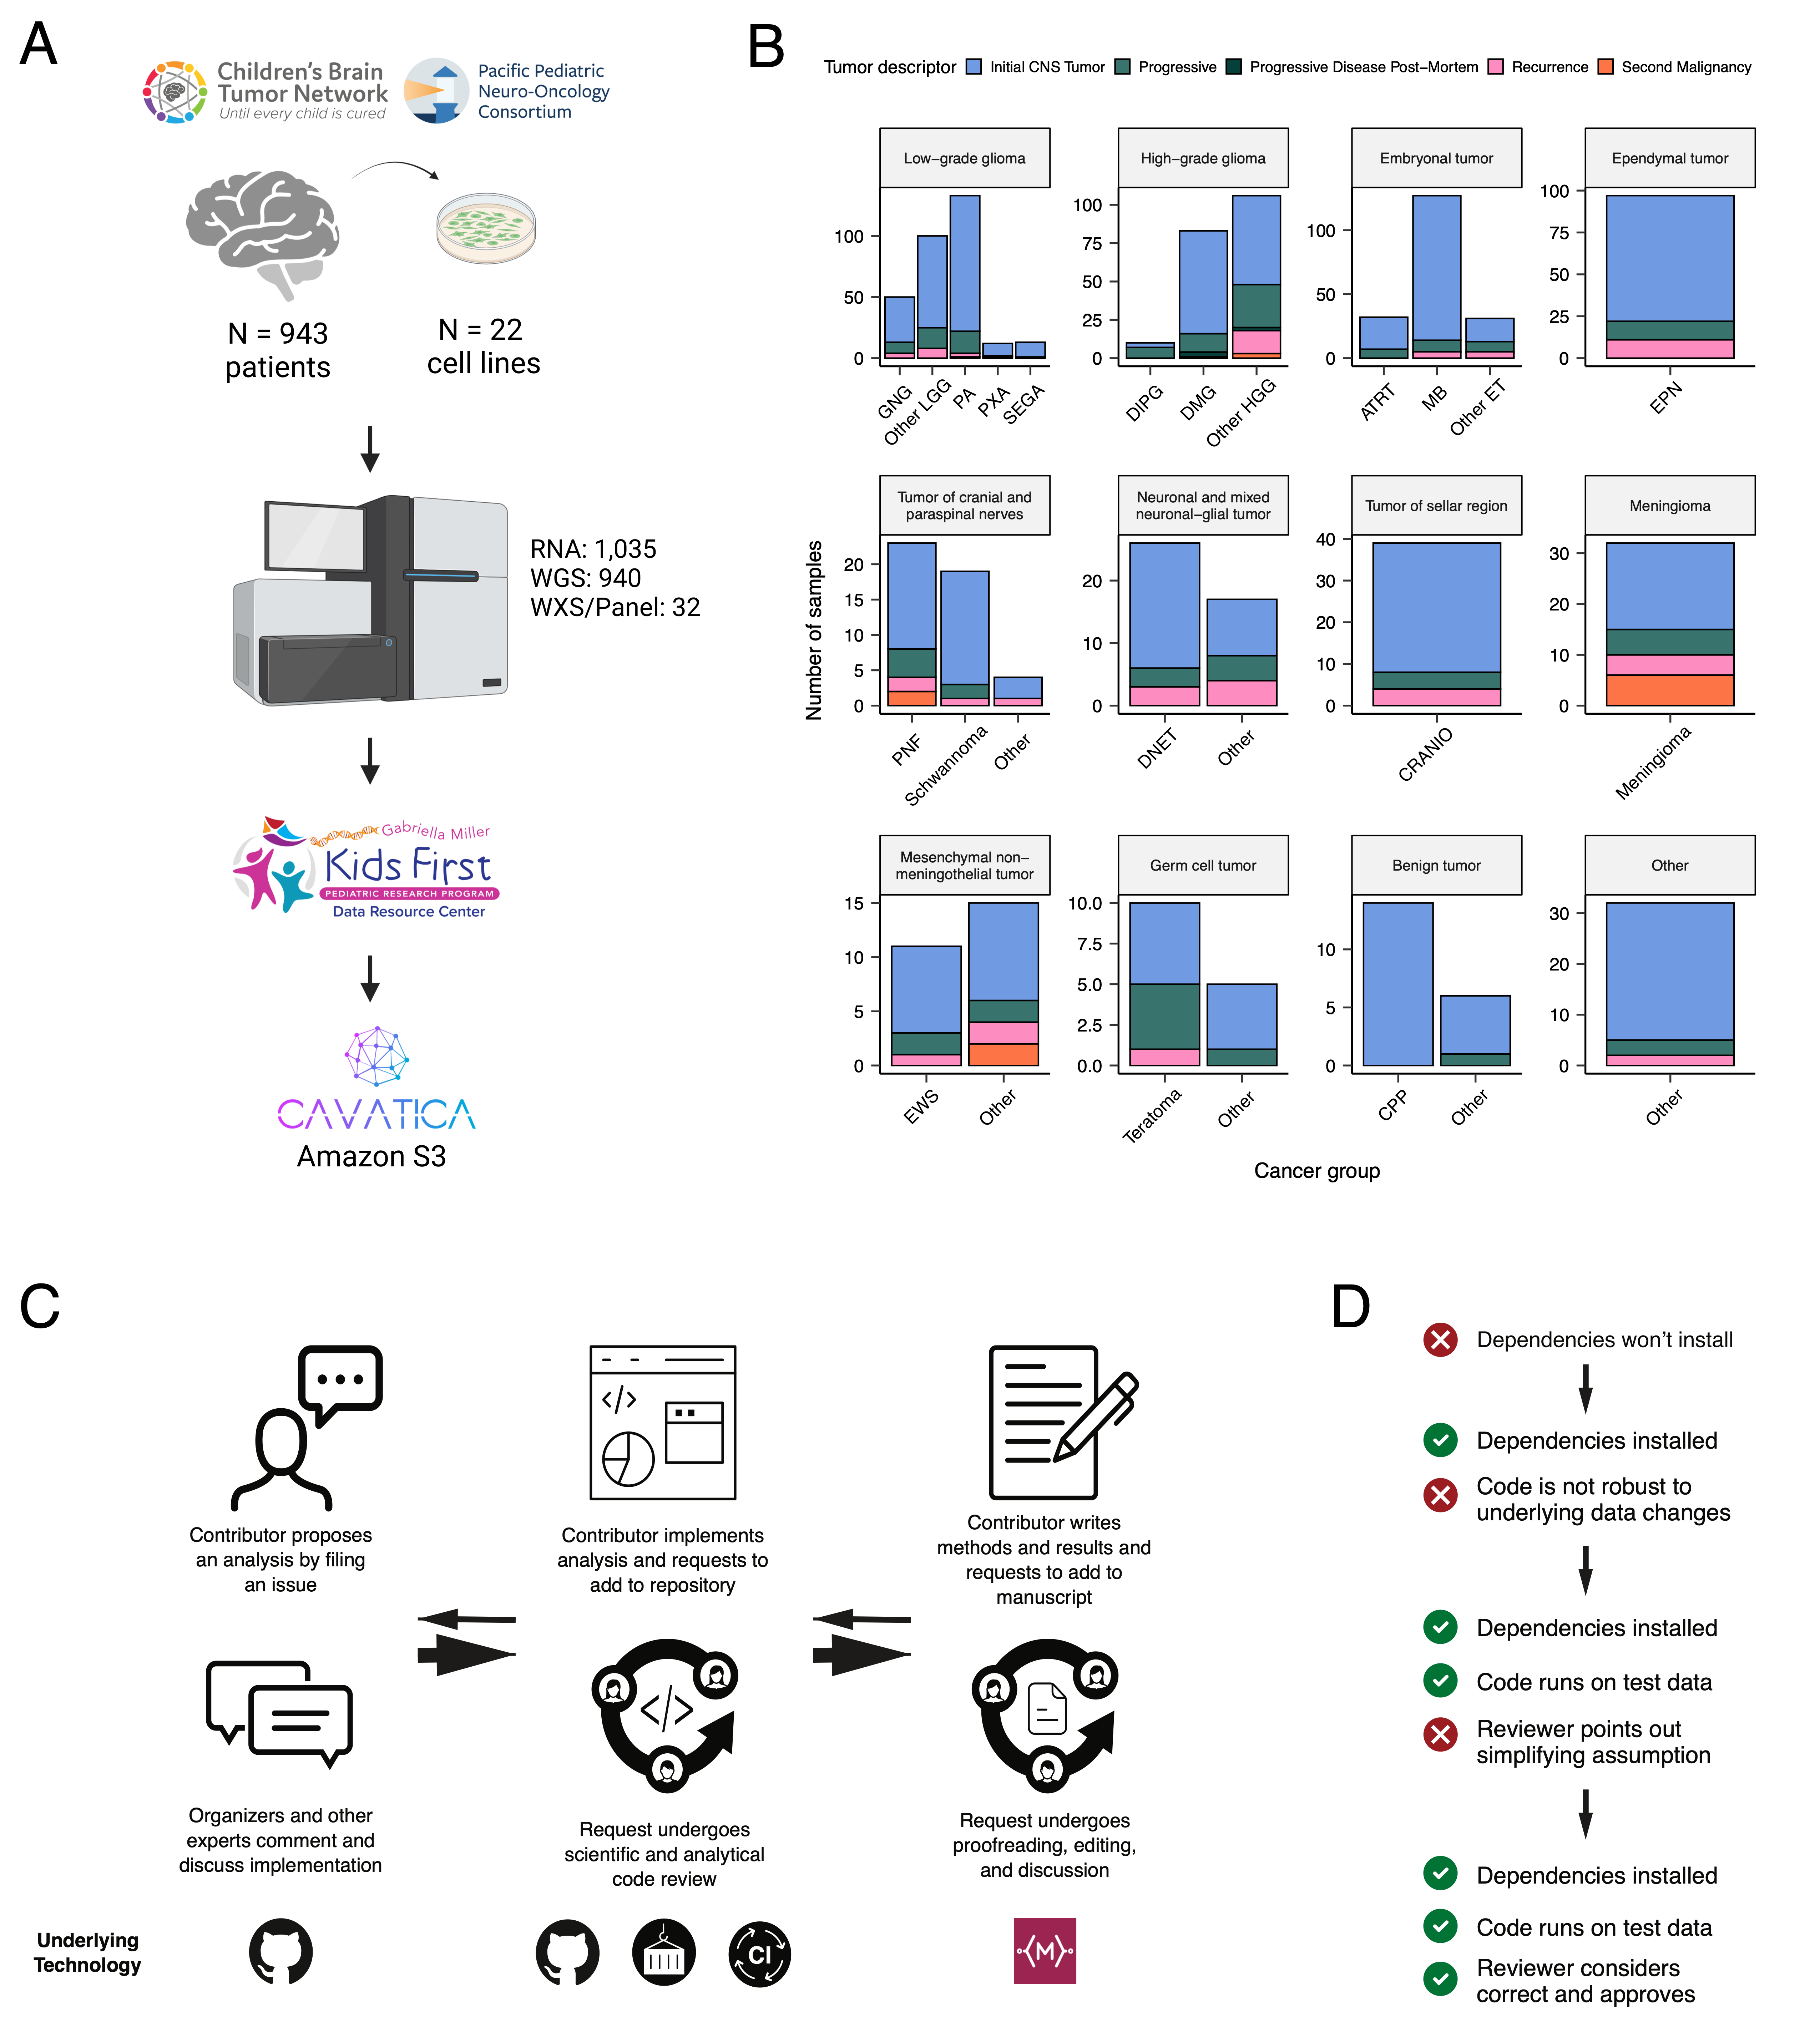 A
Children's Brain
Tumor Network
Until every child is cured
Pacific Pediatric
Neuro-Oncology
Consortium
N = 943
patients
N = 22
cell lines
RNA: 1,035
WGS: 940
WXS/Panel: 32
Gabriella Miller
Kids First
PEDIATRIC RESEARCH PROGRAM
Data Resource Center
CAVATICA
Amazon S3
B
Tumor descriptor Initial CNS Tumor Progressive Progressive Disease Post–Mortem Recurrence Second Malignancy
Number of samples
Low–grade glioma
100
50
0
GNG Other LGG PA PXA SEGA
High–grade glioma
100
75
50
25
0
DIPG DMG Other HGG
Embryonal tumor
100
50
0
ATRT MB Other ET
Ependymal tumor
100
75
50
25
0
EPN
Tumor of cranial and
paraspinal nerves
20
15
10
5
0
PNF Schwannoma Other
Neuronal and mixed
neuronal–glial tumor
20
10
0
DNET Other
Tumor of sellar region
40
30
20
10
0
CRANIO
Meningioma
30
20
10
0
Meningioma
Mesenchymal non–
meningothelial tumor
15
10
5
0
EWS Other
Germ cell tumor
10.0
7.5
5.0
2.5
0.0
Teratoma Other
Benign tumor
10
5
0
CPP Other
Other
30
20
10
0
Other
Cancer group
C
Contributor proposes
an analysis by filing
an issue
Contributor implements
analysis and requests to
add to repository
Contributor writes
methods and results and
requests to add to
manuscript
</>
</>
Organizers and other
experts comment and
discuss implementation
Request undergoes
scientific and analytical
code review
Request undergoes
proofreading, editing,
and discussion
Underlying
Technology
CI
M
D
Dependencies won't install
Dependencies installed
Code is not robust to
underlying data changes
Dependencies installed
Code runs on test data
Reviewer points out
simplifying assumption
Dependencies installed
Code runs on test data
Reviewer considers
correct and approves